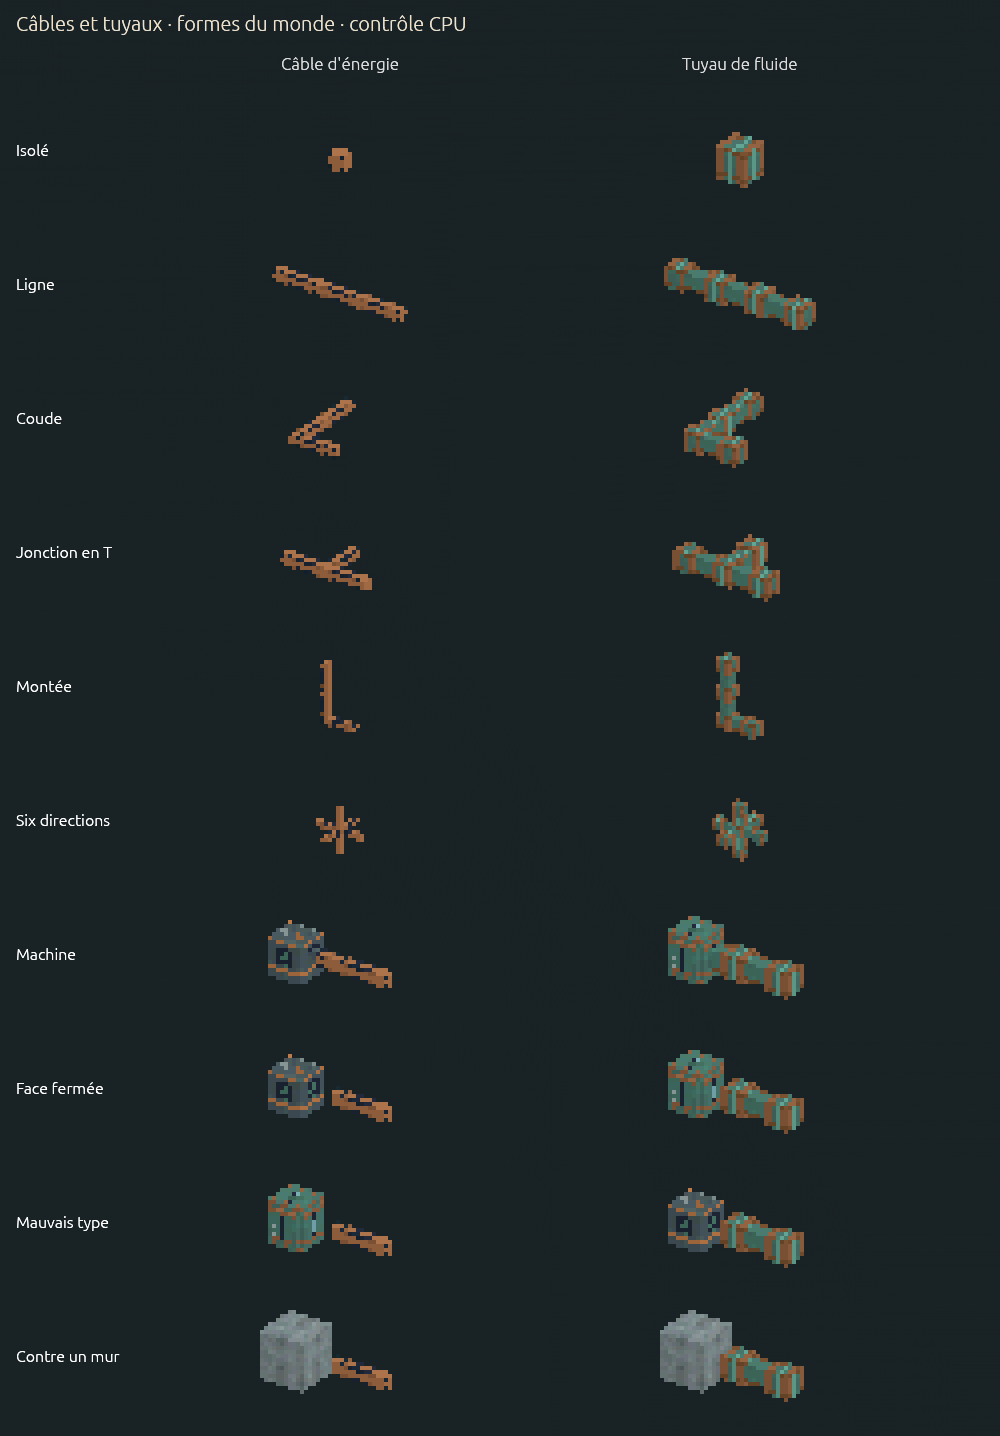 Câbles et tuyaux · formes du monde · contrôle CPU
Câble d'énergie
Tuyau de fluide
Isolé
Ligne
Coude
Jonction en T
Montée
Six directions
Machine
Face fermée
Mauvais type
Contre un mur